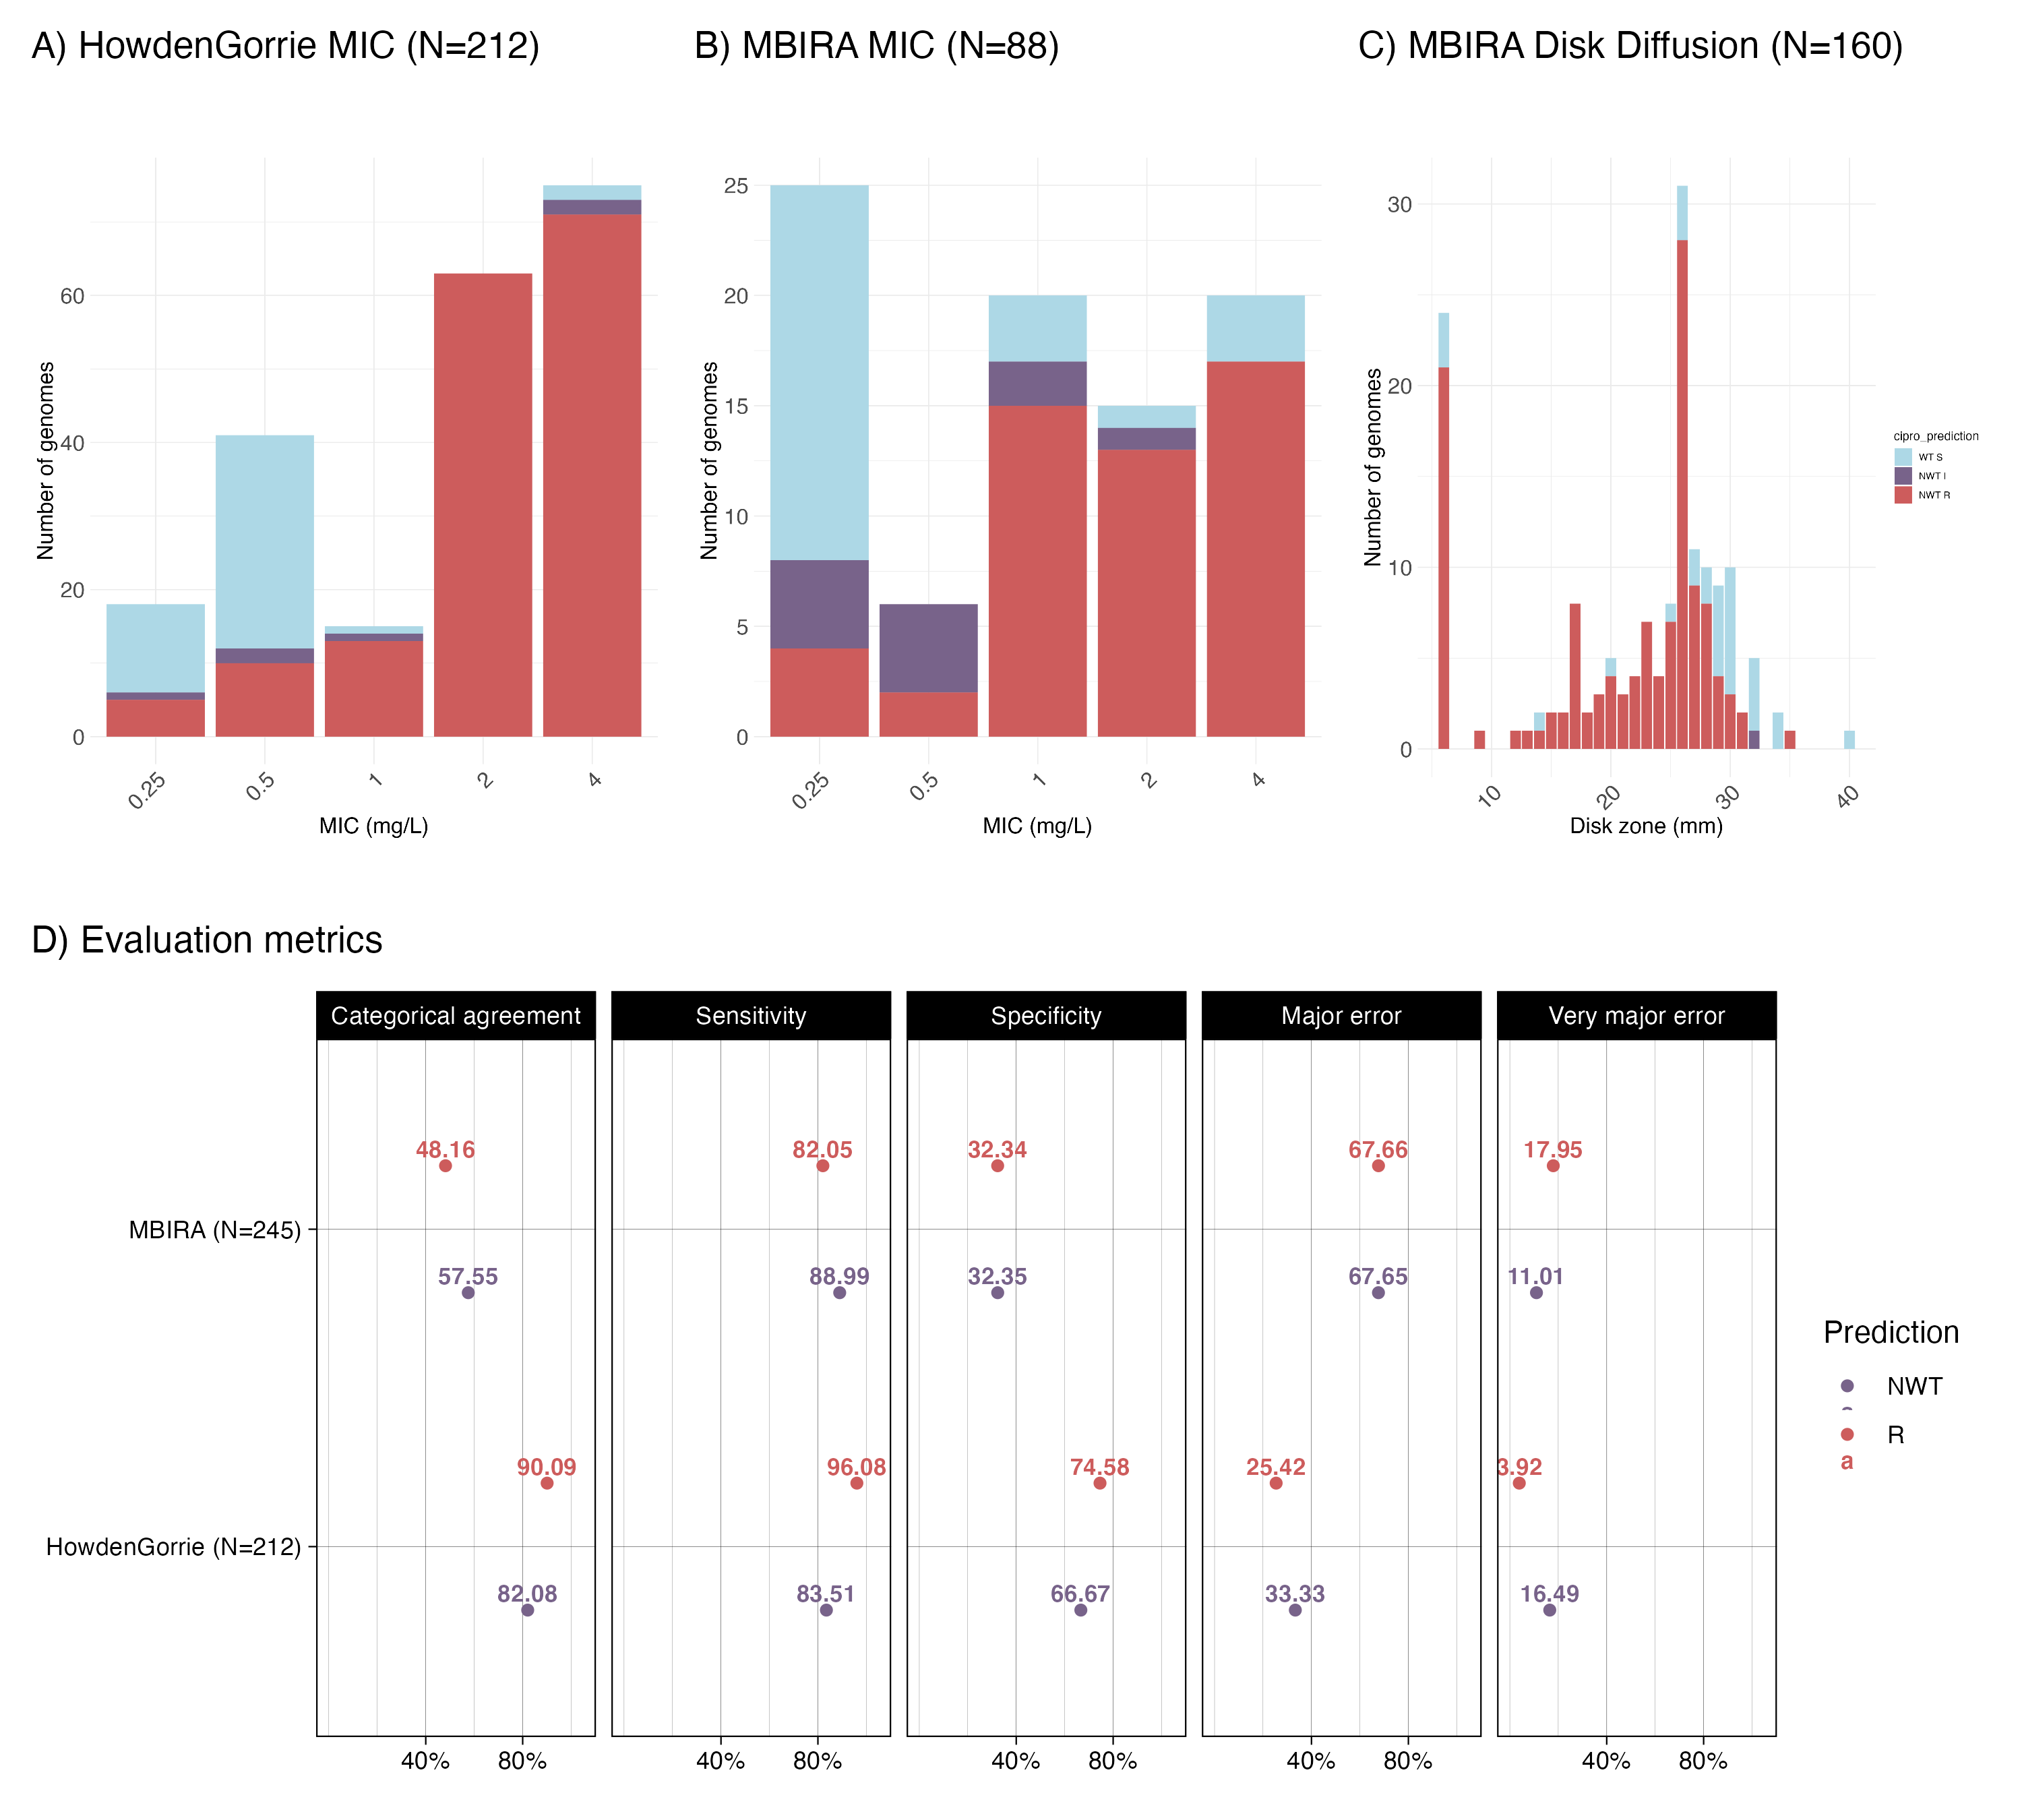 A) HowdenGorrie MIC (N=212)
B) MBIRA MIC (N=88)
C) MBIRA Disk Diffusion (N=160)
Number of genomes
0
20
40
60
0.25
0.5
1
2
4
MIC (mg/L)
Number of genomes
0
5
10
15
20
25
0.25
0.5
1
2
4
MIC (mg/L)
Number of genomes
0
10
20
30
10
20
30
40
Disk zone (mm)
cipro_prediction
WT S
NWT I
NWT R
D) Evaluation metrics
Categorical agreement
Sensitivity
Specificity
Major error
Very major error
48.16
82.05
32.34
67.66
17.95
MBIRA (N=245)
57.55
88.99
32.35
67.65
11.01
90.09
96.08
74.58
25.42
3.92
HowdenGorrie (N=212)
82.08
83.51
66.67
33.33
16.49
40%
80%
40%
80%
40%
80%
40%
80%
40%
80%
Prediction
NWT
R
a